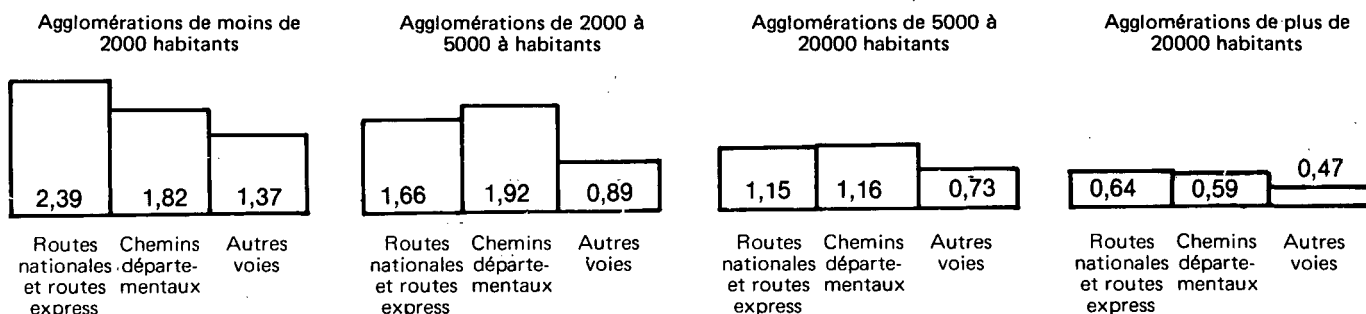 Agglomérations de moins de
2000 habitants
2,39
1,82
1,37
Routes
nationales
et routes
express
Chemins
départe-
mentaux
Autres
voies
Agglomérations de 2000 à
5000 à habitants
1,66
1,92
0,89
Routes
nationales
et routes
express
Chemins
départe-
mentaux
Autres
voies
Agglomérations de 5000 à
20000 habitants
1,15
1,16
0,73
Routes
nationales
et routes
express
Chemins
départe-
mentaux
Autres
voies
Agglomérations de plus de
20000 habitants
0,64
0,59
0,47
Routes
nationales
et routes
express
Chemins
départe-
mentaux
Autres
voies